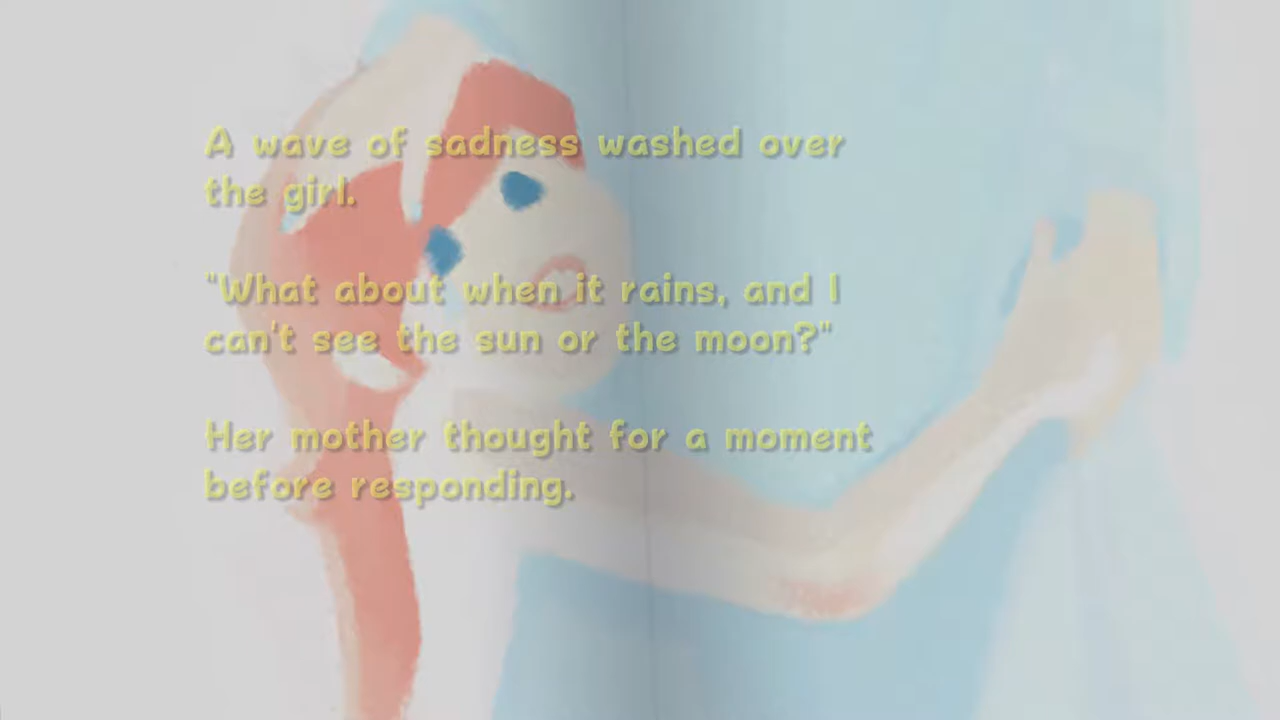 A wave of sadness washed over
the girl.
"What about when it rains, and I
can't see the sun or the moon?"
Her mother thought for a moment
before responding.